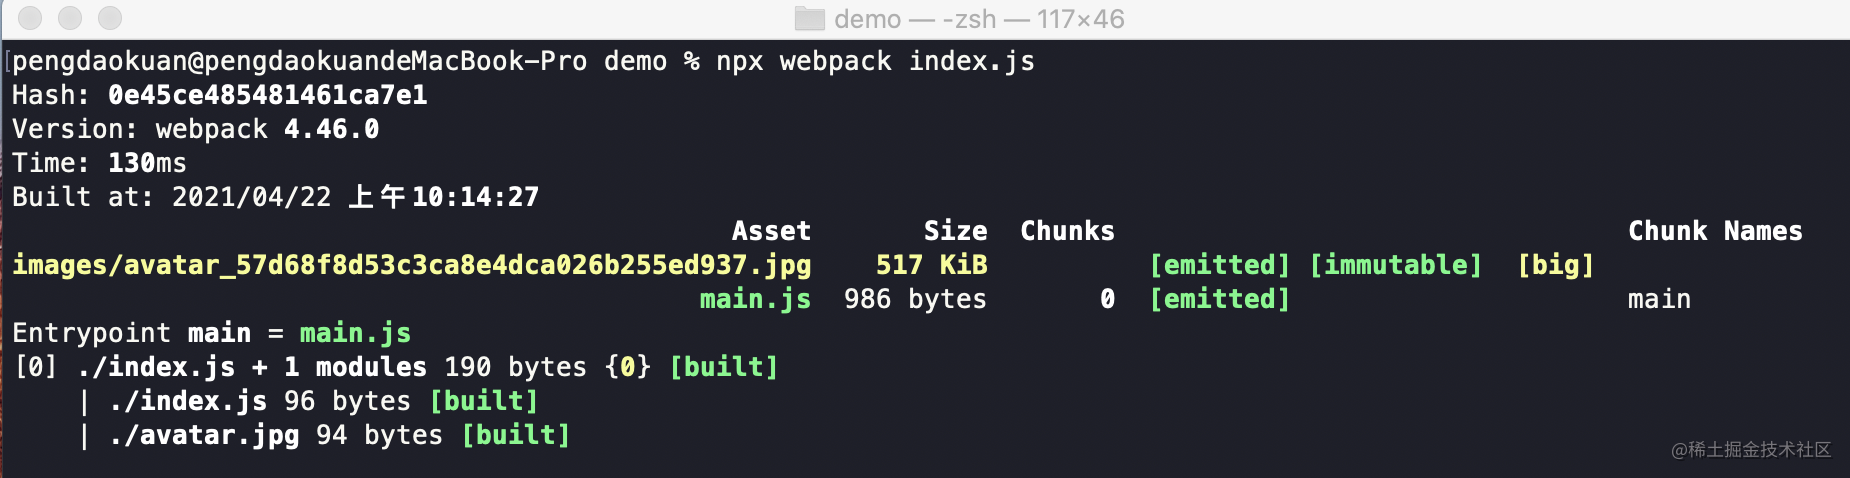 demo — -zsh — 117×46
[pengdaokuan@pengdaokuandeMacBook-Pro demo % npx webpack index.js
Hash: 0e45ce485481461ca7e1
Version: webpack 4.46.0
Time: 130ms
Built at: 2021/04/22 上午10:14:27
Asset Size Chunks Chunk Names
images/avatar_57d68f8d53c3ca8e4dca026b255ed937.jpg 517 KiB [emitted] [immutable] [big]
main.js 986 bytes 0 [emitted] main
Entrypoint main = main.js
[0] ./index.js + 1 modules 190 bytes {0} [built]
| ./index.js 96 bytes [built]
| ./avatar.jpg 94 bytes [built]
@稀土掘金技术社区